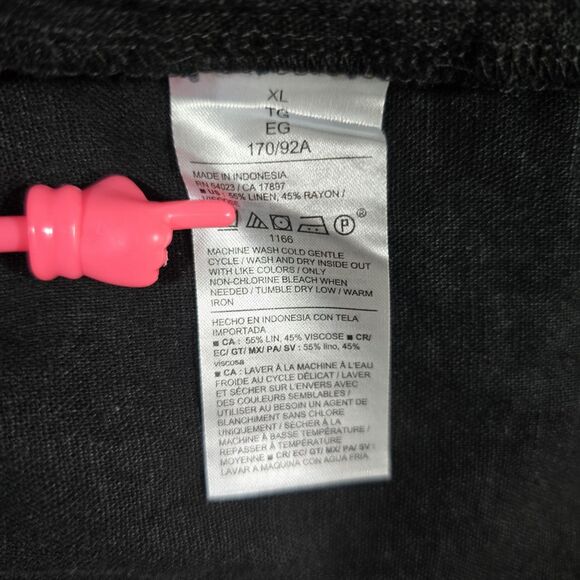 XL
TG
EG
170/92A
MADE IN INDONESIA
RN 54023 / CA 17897
■ US : 55% LINEN, 45% RAYON /
VISCOSE
®
P
1166
MACHINE WASH COLD GENTLE
CYCLE / WASH AND DRY INSIDE OUT
WITH LIKE COLORS / ONLY
NON-CHLORINE BLEACH WHEN
NEEDED / TUMBLE DRY LOW / WARM
IRON
HECHO EN INDONESIA CON TELA
IMPORTADA
■ CA : 55% LIN, 45% VISCOSE ■ CR/
EC/ GT/ MX/ PA/ SV : 55% lino, 45%
viscosa
■ CA : LAVER À LA MACHINE À L'EAU
FROIDE AU CYCLE DÉLICAT / LAVER
ET SÉCHER SUR L'ENVERS AVEC
DES COULEURS SEMBLABLES /
UTILISER AU BESOIN UN AGENT DE
BLANCHIMENT SANS CHLORE
UNIQUEMENT / SÉCHER À LA
MACHINE À BASSE TEMPÉRATURE /
REPASSER À TEMPÉRATURE
MOYENNE ■ CR/ EC/ GT/ MX/ PA/ SV :
LAVAR A MAQUINA CON AGUA FRIA